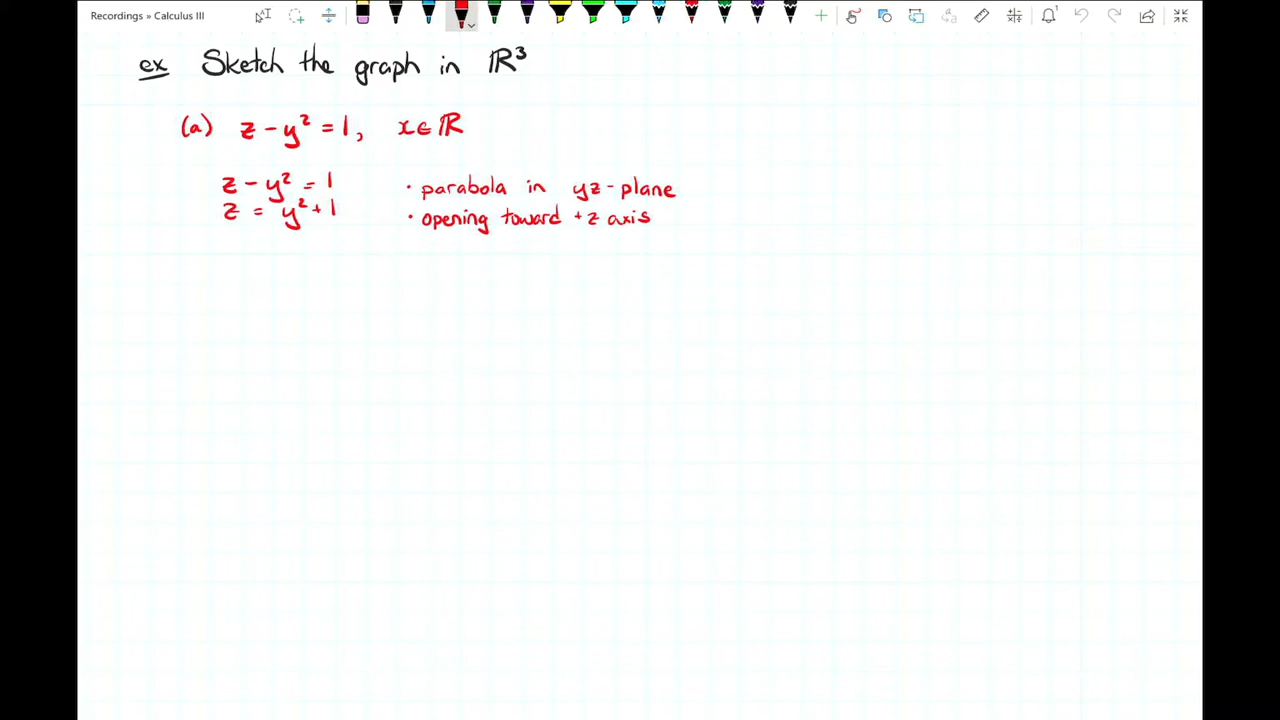 Recordings » Calculus III
ex Sketch the graph in ℝ³
(a) z - y² = 1, x ∈ ℝ
z - y² = 1 · parabola in yz-plane
z = y² + 1 · opening toward +z axis